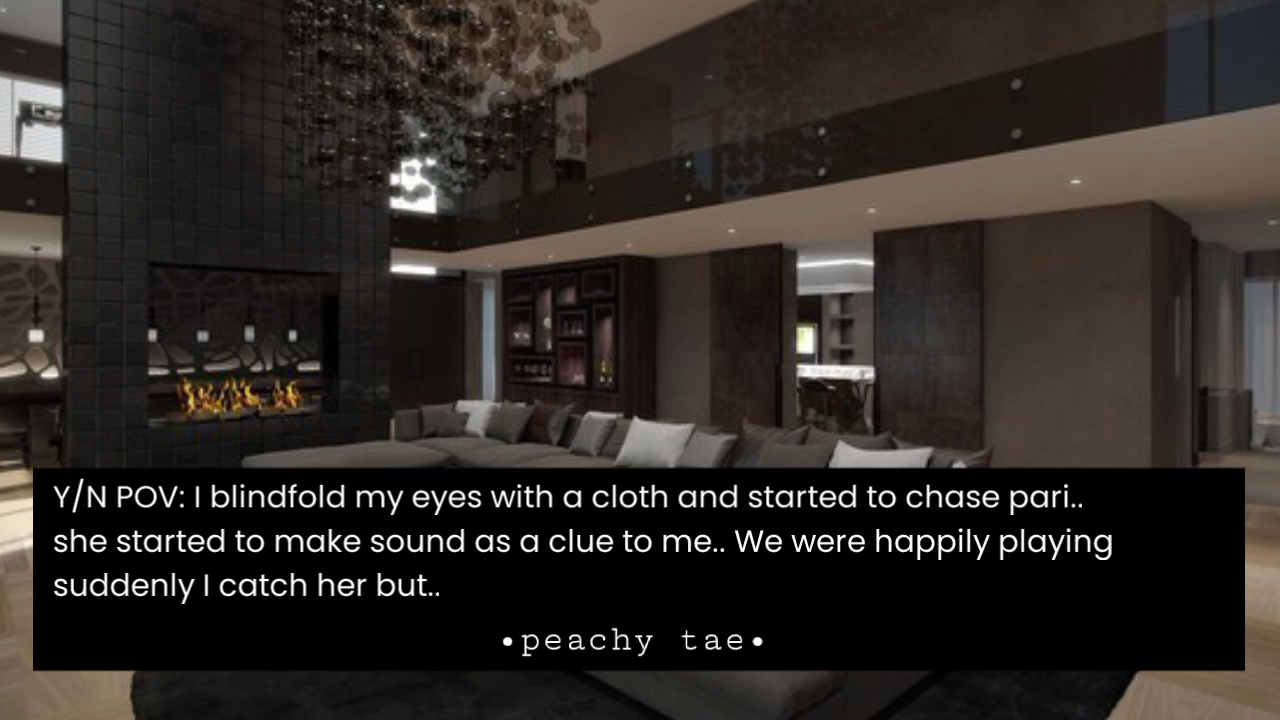 Y/N POV: I blindfold my eyes with a cloth and started to chase pari..
she started to make sound as a clue to me.. We were happily playing
suddenly I catch her but..
•peachy tae•